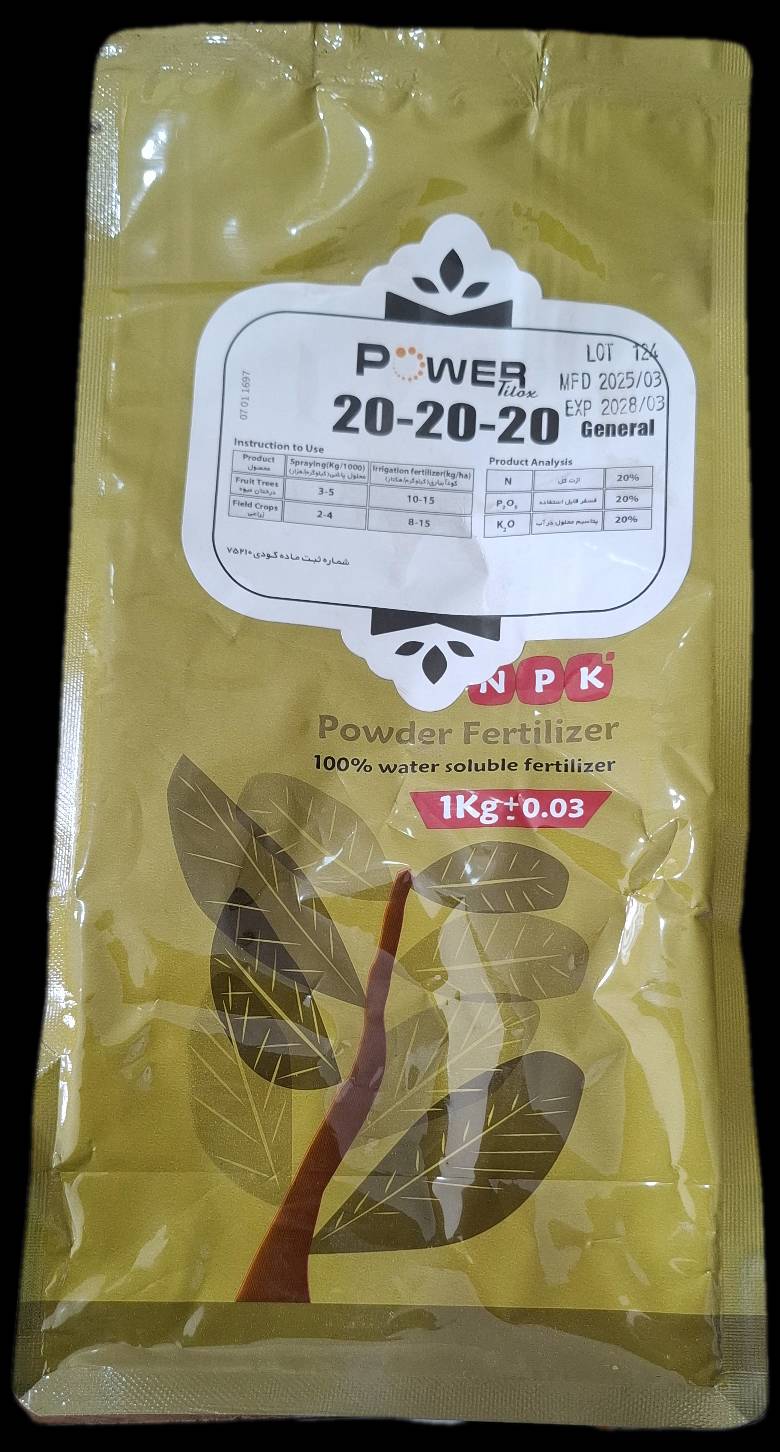 POWER
Tilox
LOT 124
MFD 2025/03
EXP 2028/03
20-20-20
General
07 01 1697
Instruction to Use
Product محصول
Spraying(Kg/1000) محلول پاشی(کیلوگرم/هزار)
Irrigation fertilizer(kg/ha) کودآبیاری(کیلوگرم/هکتار)
Fruit Trees درختان میوه 3-5 10-15
Field Crops زراعی 2-4 8-15
Product Analysis
N ازت کل 20%
P₂O₅ فسفر قابل استفاده 20%
K₂O پتاسیم محلول در آب 20%
شماره ثبت ماده کودی ۷۵۲۱۰
NPK
Powder Fertilizer
100% water soluble fertilizer
1Kg±0.03